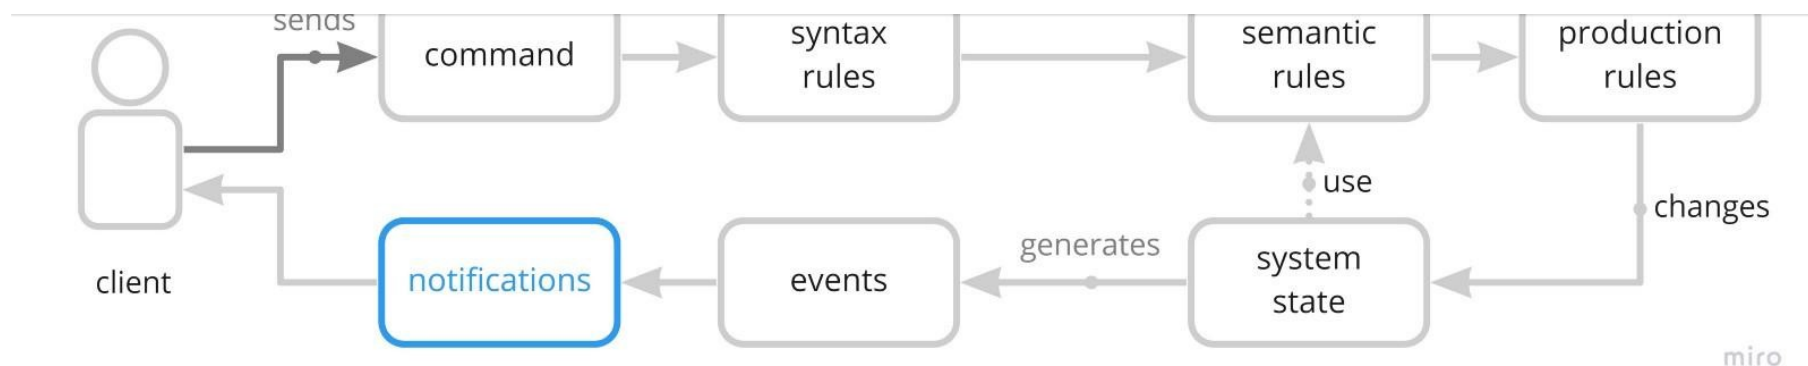 sends
command
syntax
rules
semantic
rules
production
rules
use
changes
client
notifications
events
generates
system
state
miro